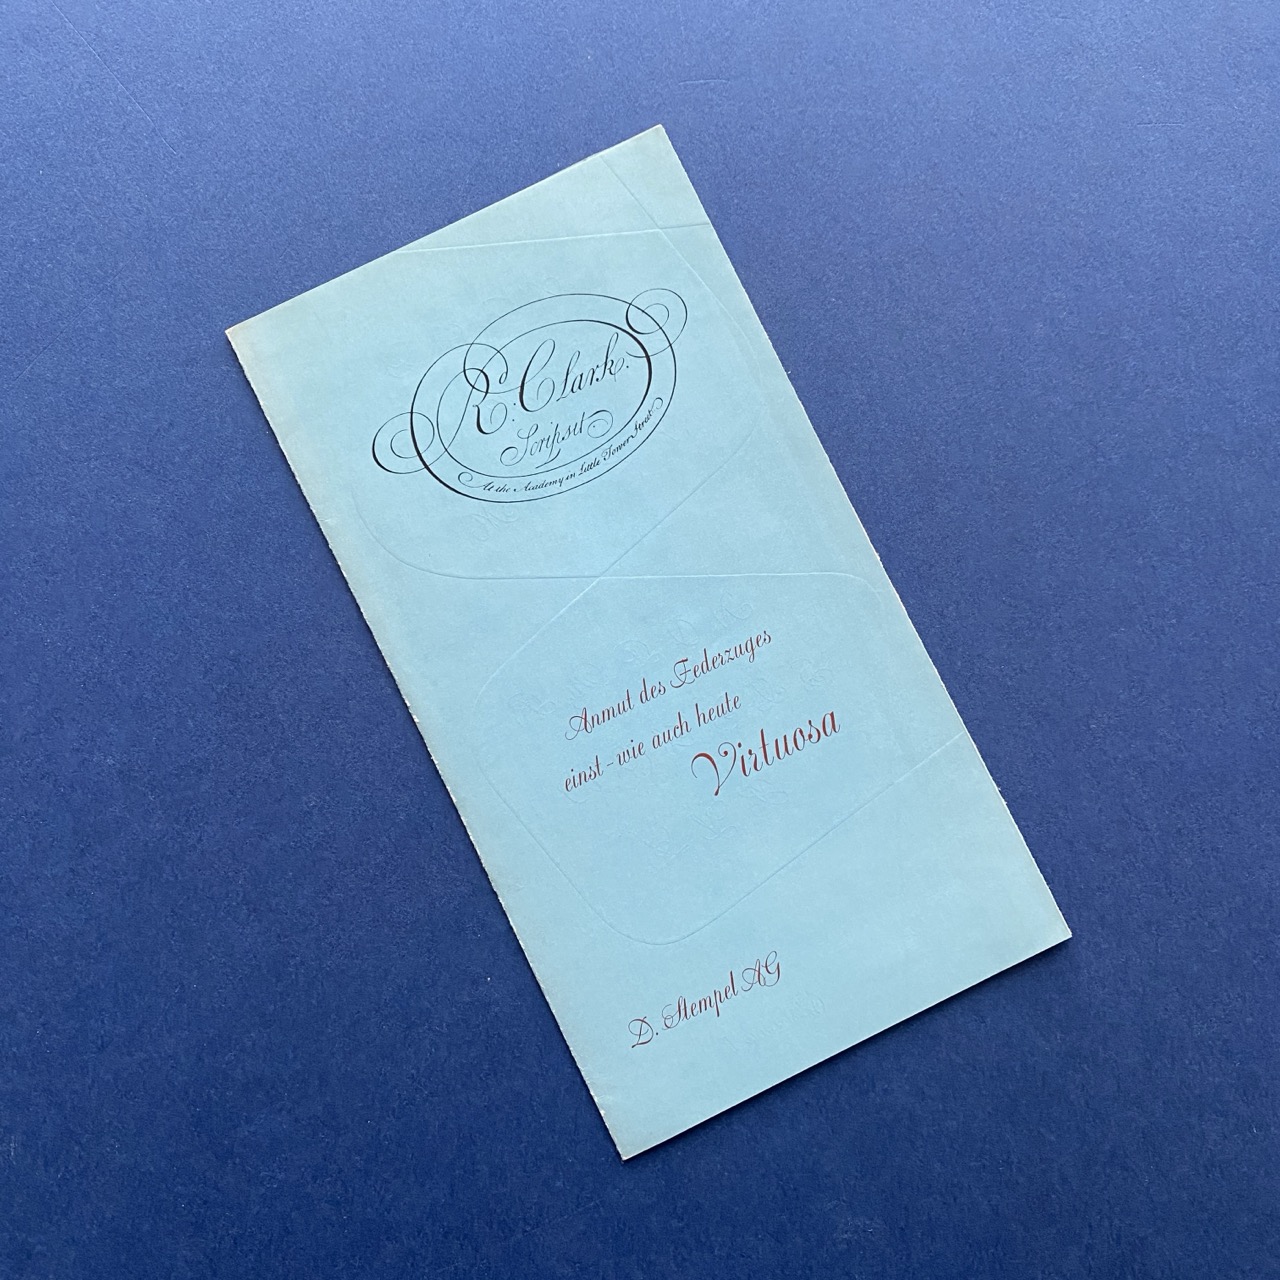 R: Clark.
Scripsit
At the Academy in Little Tower Street
Anmut des Federzuges
einst-wie auch heute
Virtuosa
D. Stempel AG